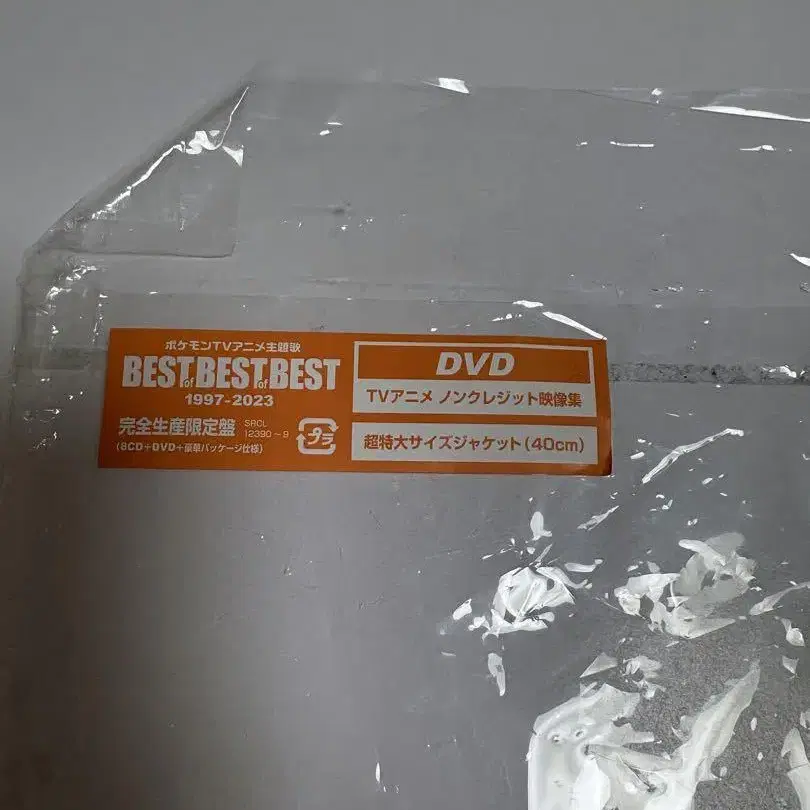 ポケモンTVアニメ主題歌
BEST of BEST of BEST
1997-2023
完全生産限定盤 SRCL 12390～9
(8CD+DVD+豪華パッケージ仕様)
プラ
DVD
TVアニメ ノンクレジット映像集
超特大サイズジャケット(40cm)